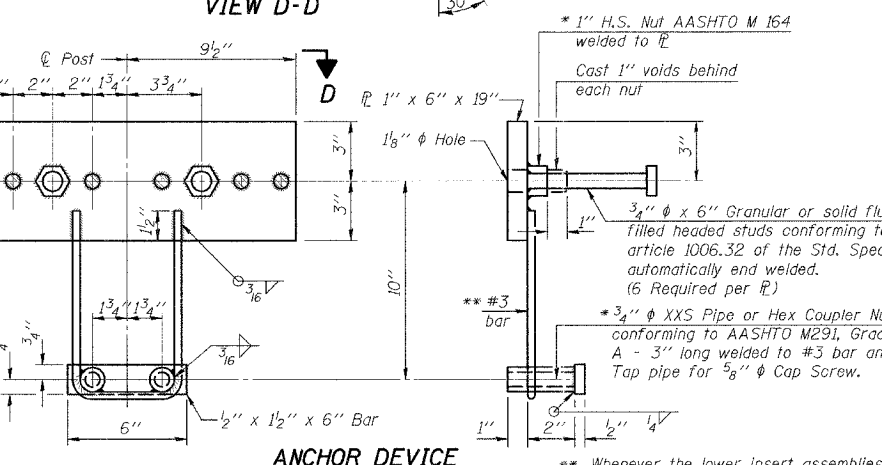 VIEW D-D
30°
* 1" H.S. Nut AASHTO M 164
welded to ℄
Cast 1" voids behind
each nut
℄ Post
9½"
D
2"
2"
1¾"
3¾"
℄ 1" x 6" x 19"
1⅛" φ Hole
3"
3"
3"
1½"
1"
¾" φ x 6" Granular or solid flu
filled headed studs conforming to
article 1006.32 of the Std. Spec
automatically end welded.
(6 Required per ℄)
3/16
10"
** #3
bar
1¾"
1¾"
¾"
4
3/16
* ¾" φ XXS Pipe or Hex Coupler Nu
conforming to AASHTO M291, Grad
A - 3" long welded to #3 bar an
Tap pipe for ⅝" φ Cap Screw.
½" x 1½" x 6" Bar
6"
1"
2"
½"
¼
ANCHOR DEVICE
** Whenever the lower insert assemblies